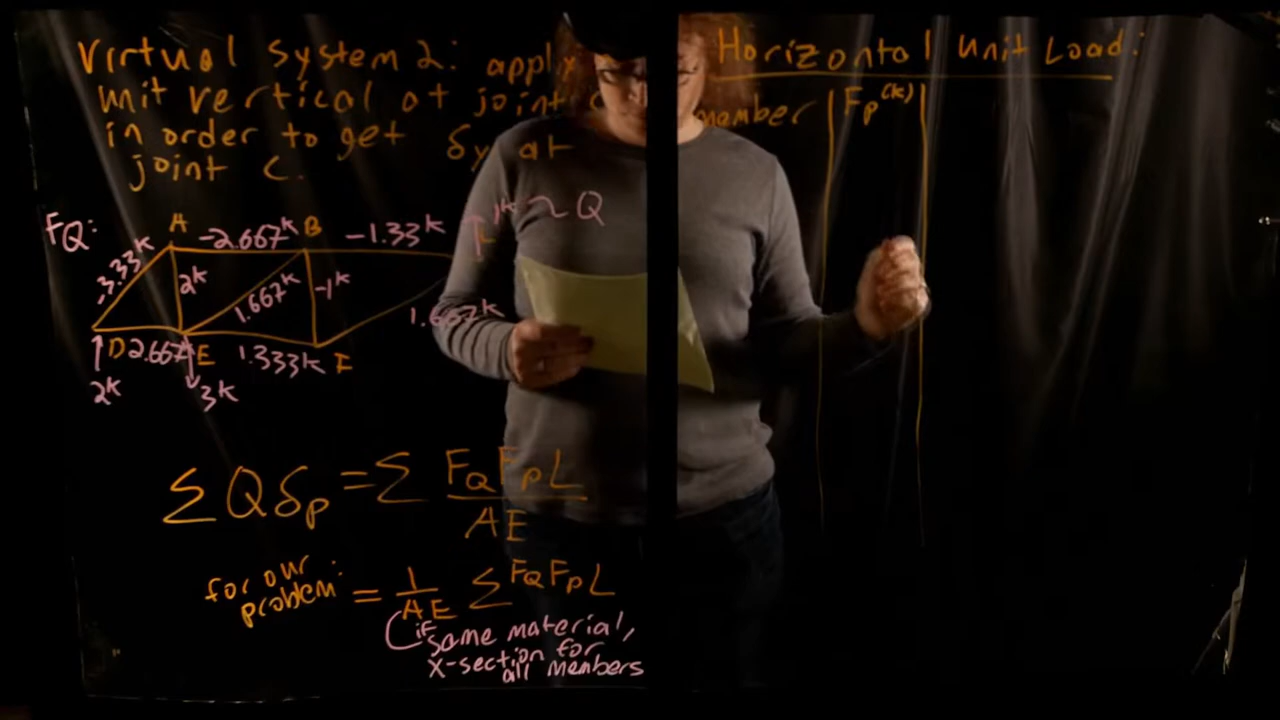 Virtual System 2: apply
unit vertical at joint C
in order to get δy at
joint C.
FQ:
A -2.667k B -1.33k 1k ~ Q
-3.33k 2k 1.667k -1k 1.667k
D 2.667k E 1.333k F
2k 3k
ΣQδp = Σ FQFPL
AE
for our
problem: = 1/AE Σ FQFPL
if same material,
x-section for
all members
Horizontal Unit Load:
member Fp(k)